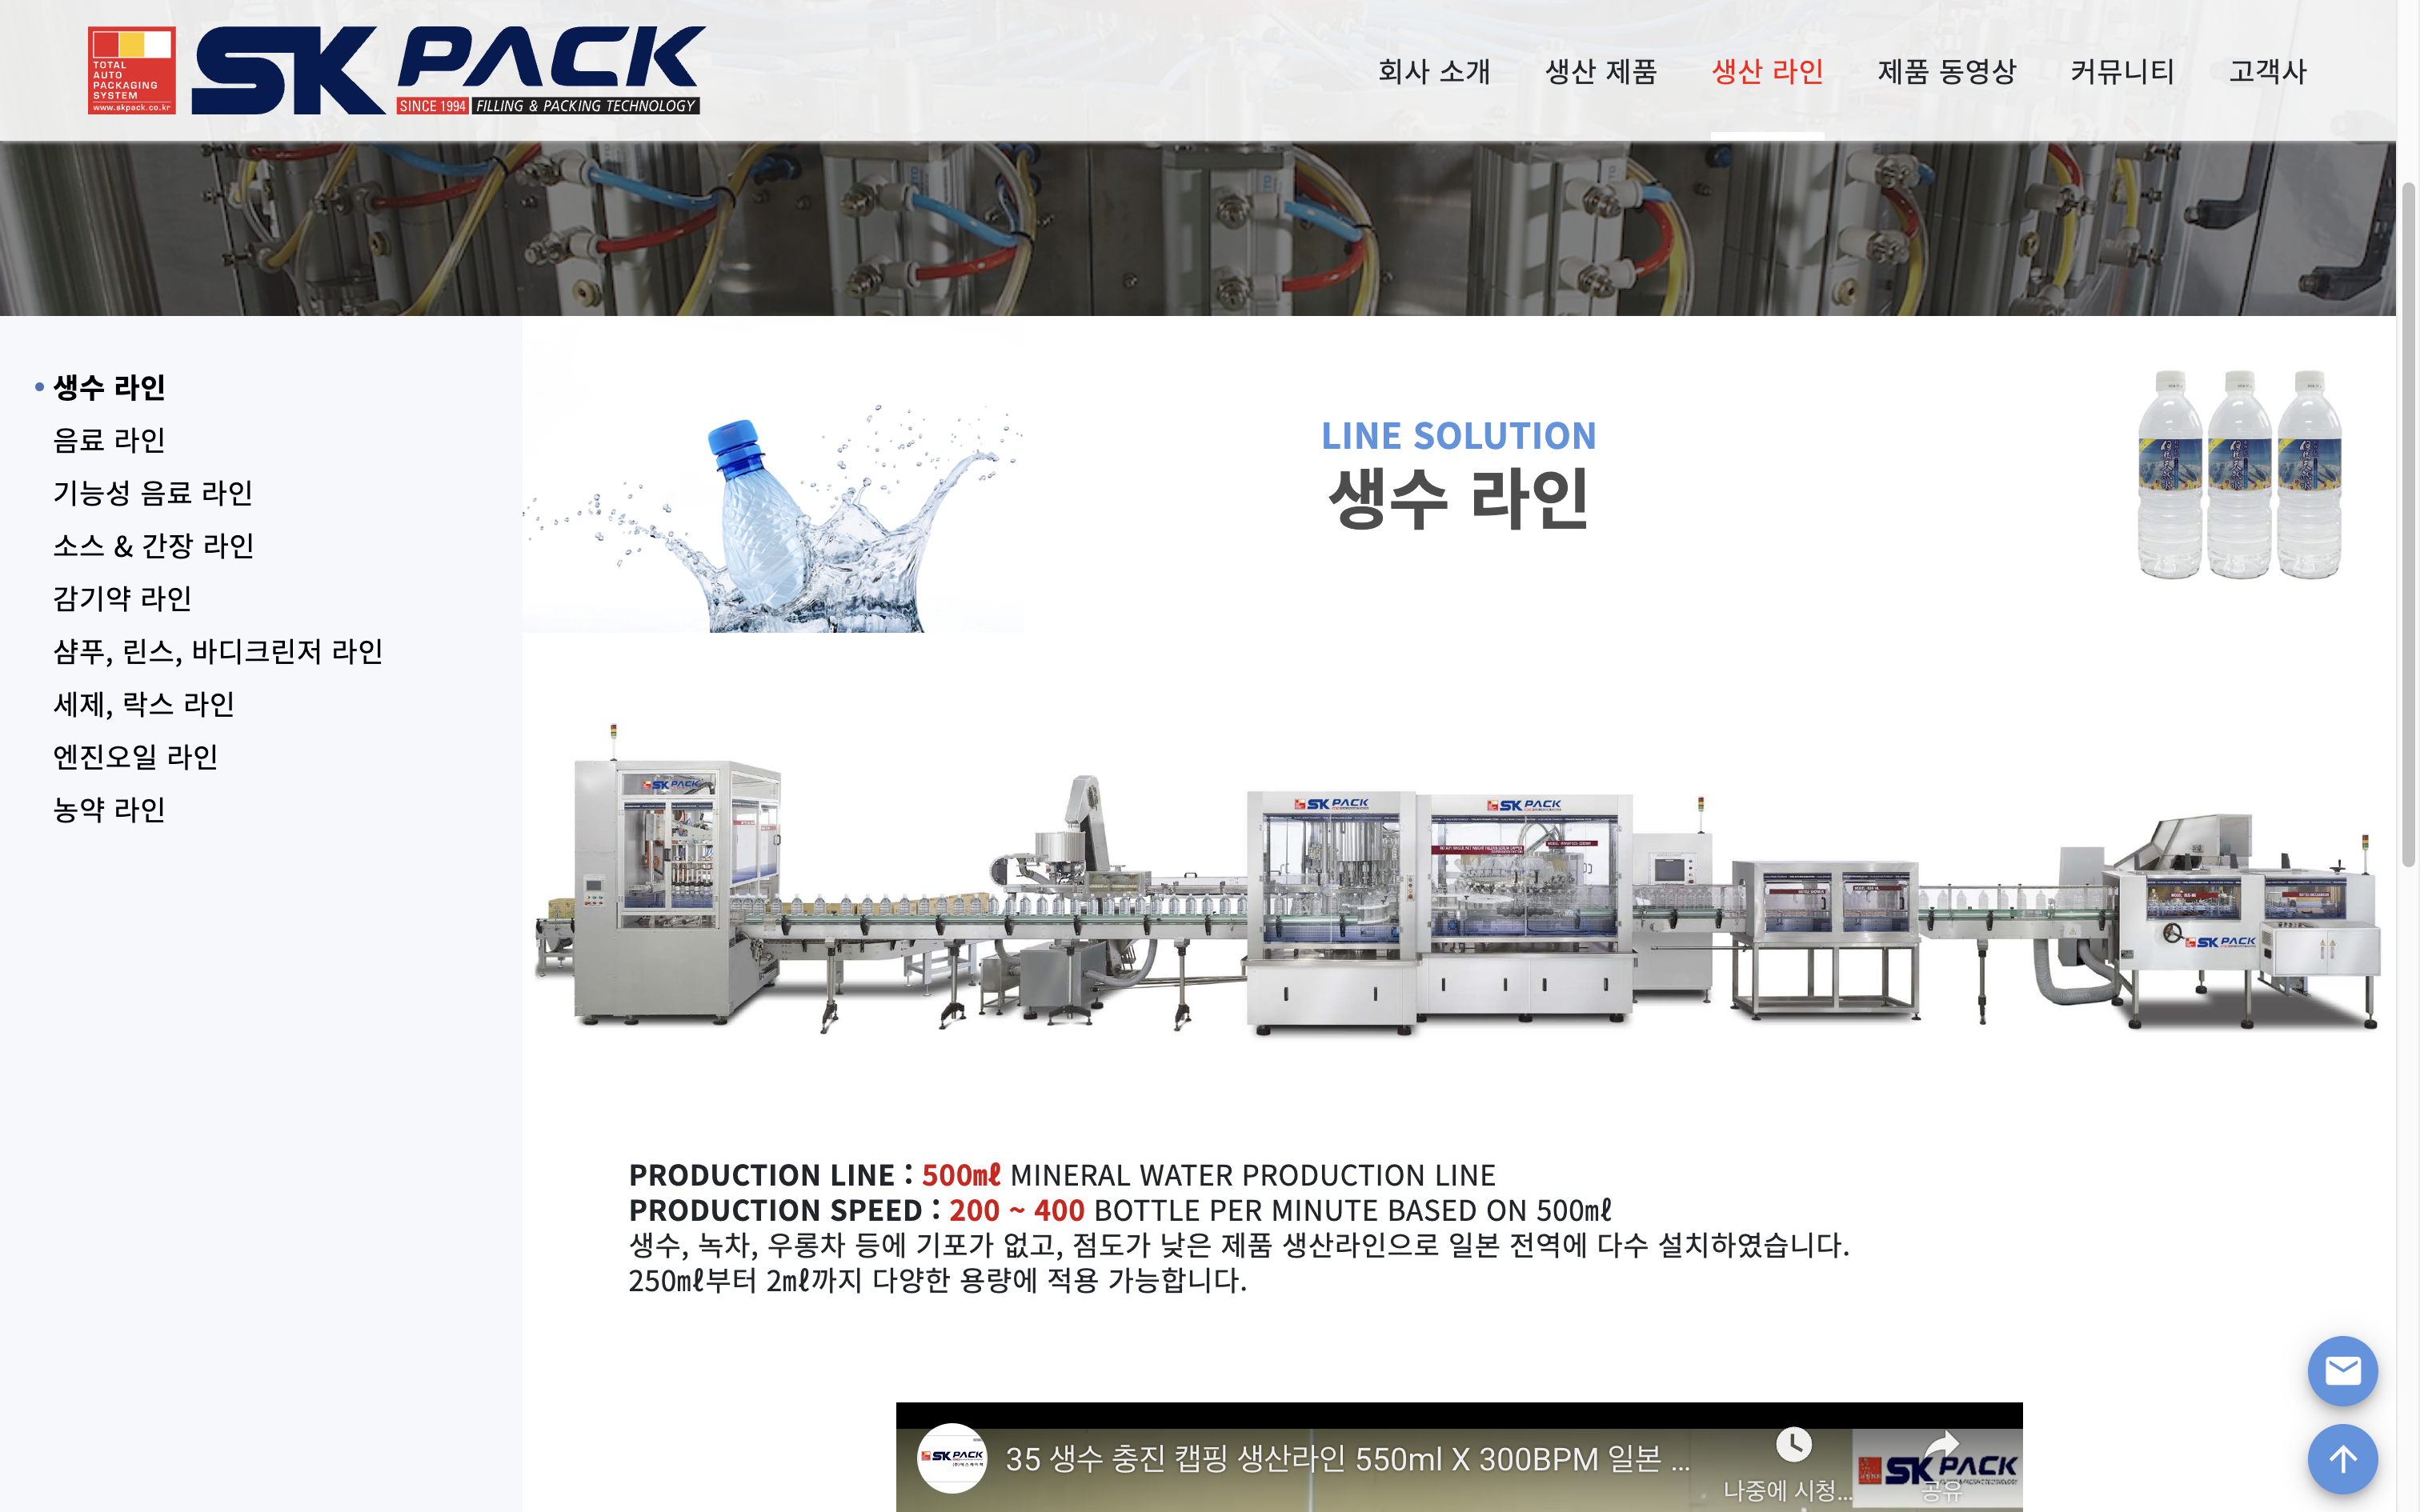 TOTAL
AUTO
PACKAGING
SYSTEM
www.skpack.co.kr
SK PACK
SINCE 1994 FILLING & PACKING TECHNOLOGY
회사 소개
생산 제품
생산 라인
제품 동영상
커뮤니티
고객사
생수 라인
음료 라인
기능성 음료 라인
소스 & 간장 라인
감기약 라인
샴푸, 린스, 바디크린저 라인
세제, 락스 라인
엔진오일 라인
농약 라인
LINE SOLUTION
생수 라인
SK PACK
SK PACK
SK PACK
SK PACK
PRODUCTION LINE : 500㎖ MINERAL WATER PRODUCTION LINE
PRODUCTION SPEED : 200 ~ 400 BOTTLE PER MINUTE BASED ON 500㎖
생수, 녹차, 우롱차 등에 기포가 없고, 점도가 낮은 제품 생산라인으로 일본 전역에 다수 설치하였습니다.
250㎖부터 2㎖까지 다양한 용량에 적용 가능합니다.
SK PACK
35 생수 충진 캡핑 생산라인 550ml X 300BPM 일본 ...
나중에 시청...
공유
SK PACK